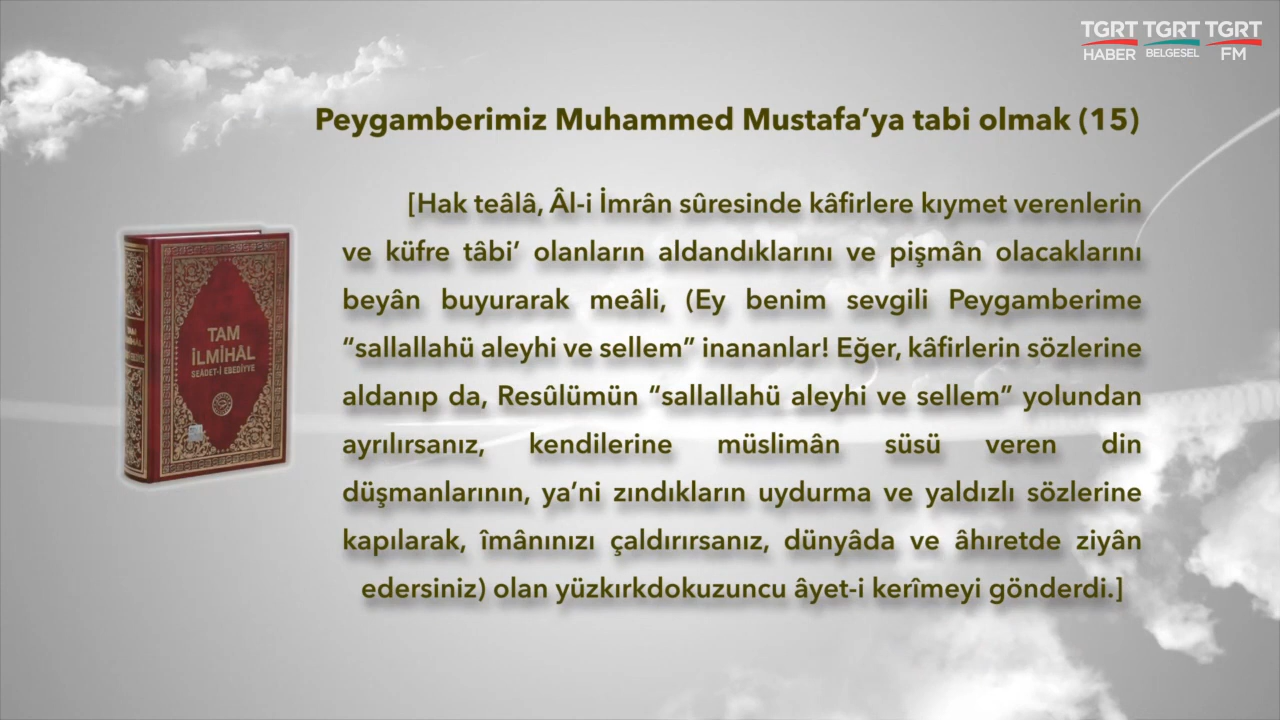 TGRT TGRT TGRT
HABER BELGESEL FM
Peygamberimiz Muhammed Mustafa’ya tabi olmak (15)
[Hak teâlâ, Âl-i İmrân sûresinde kâfirlere kıymet verenlerin
ve küfre tâbi’ olanların aldandıklarını ve pişmân olacaklarını
beyân buyurarak meâli, (Ey benim sevgili Peygamberime
“sallallahü aleyhi ve sellem” inananlar! Eğer, kâfirlerin sözlerine
aldanıp da, Resûlümün “sallallahü aleyhi ve sellem“ yolundan
ayrılırsanız, kendilerine müslimân süsü veren din
düşmanlarının, ya’ni zındıkların uydurma ve yaldızlı sözlerine
kapılarak, îmânınızı çaldırırsanız, dünyâda ve âhıretde ziyân
edersiniz) olan yüzkırkdokuzuncu âyet-i kerîmeyi gönderdi.]
TAM
İLMİHÂL
SEÂDET-İ EBEDİYYE
TAM
İLMİHÂL